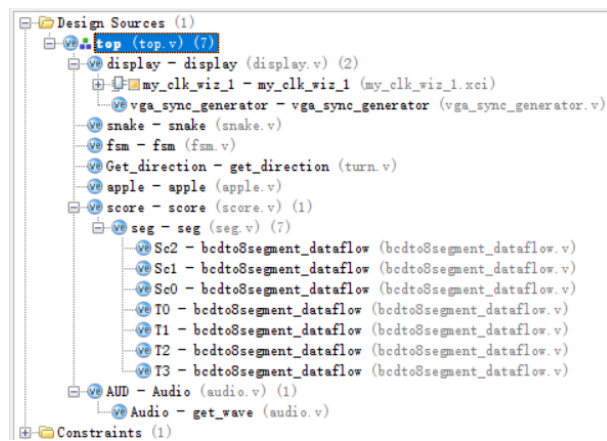 Design Sources (1)
top (top.v) (7)
display - display (display.v) (2)
my_clk_wiz_1 - my_clk_wiz_1 (my_clk_wiz_1.xci)
vga_sync_generator - vga_sync_generator (vga_sync_generator.v)
snake - snake (snake.v)
fsm - fsm (fsm.v)
Get_direction - get_direction (turn.v)
apple - apple (apple.v)
score - score (score.v) (1)
seg - seg (seg.v) (7)
Sc2 - bcdto8segment_dataflow (bcdto8segment_dataflow.v)
Sc1 - bcdto8segment_dataflow (bcdto8segment_dataflow.v)
Sc0 - bcdto8segment_dataflow (bcdto8segment_dataflow.v)
T0 - bcdto8segment_dataflow (bcdto8segment_dataflow.v)
T1 - bcdto8segment_dataflow (bcdto8segment_dataflow.v)
T2 - bcdto8segment_dataflow (bcdto8segment_dataflow.v)
T3 - bcdto8segment_dataflow (bcdto8segment_dataflow.v)
AUD - Audio (audio.v) (1)
Audio - get_wave (audio.v)
Constraints (1)